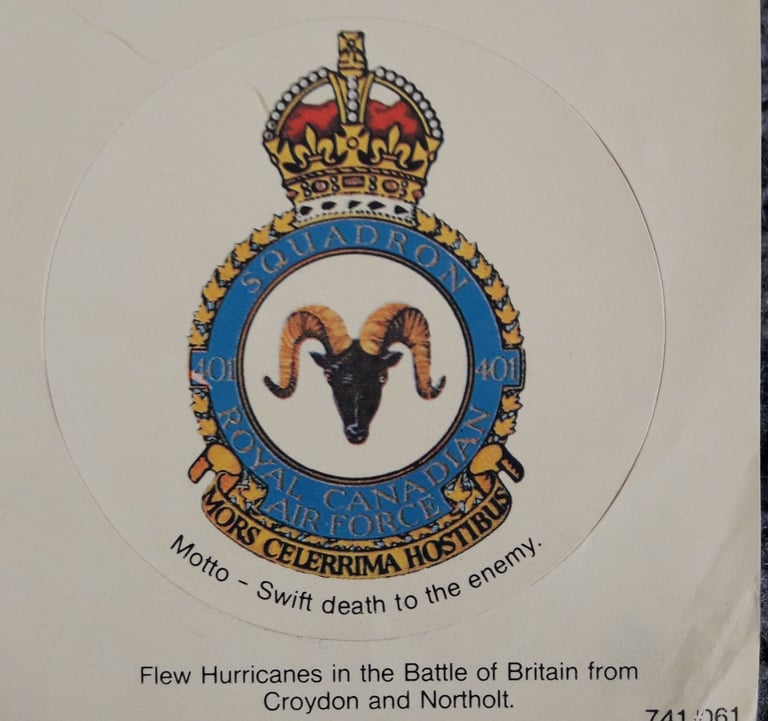 SQUADRON
401 401
ROYAL CANADIAN
AIR FORCE
MORS CELERRIMA HOSTIBUS
Motto - Swift death to the enemy.
Flew Hurricanes in the Battle of Britain from
Croydon and Northolt.